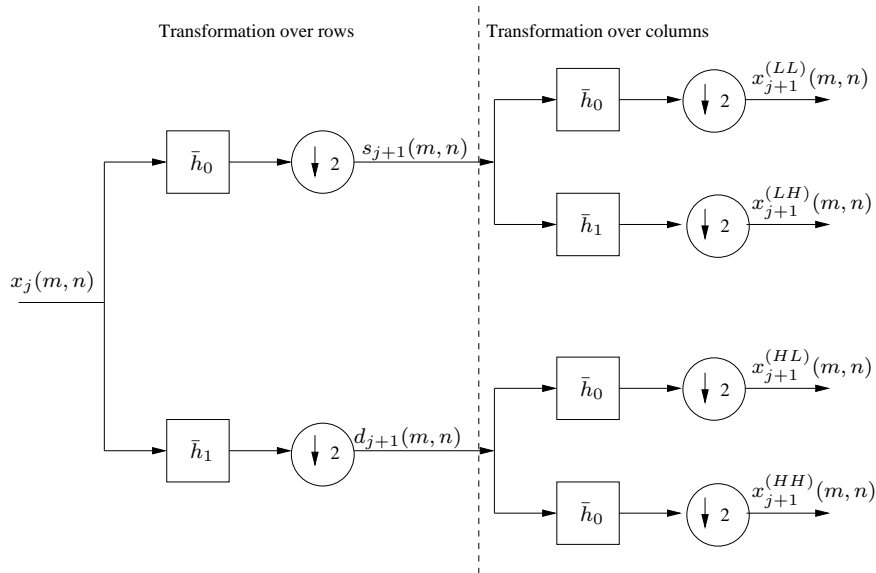 Transformation over rows
Transformation over columns
h̄₀
↓ 2
x_{j+1}^{(LL)}(m, n)
h̄₀
↓ 2
s_{j+1}(m, n)
h̄₁
↓ 2
x_{j+1}^{(LH)}(m, n)
x_j(m, n)
h̄₀
↓ 2
x_{j+1}^{(HL)}(m, n)
h̄₁
↓ 2
d_{j+1}(m, n)
h̄₀
↓ 2
x_{j+1}^{(HH)}(m, n)